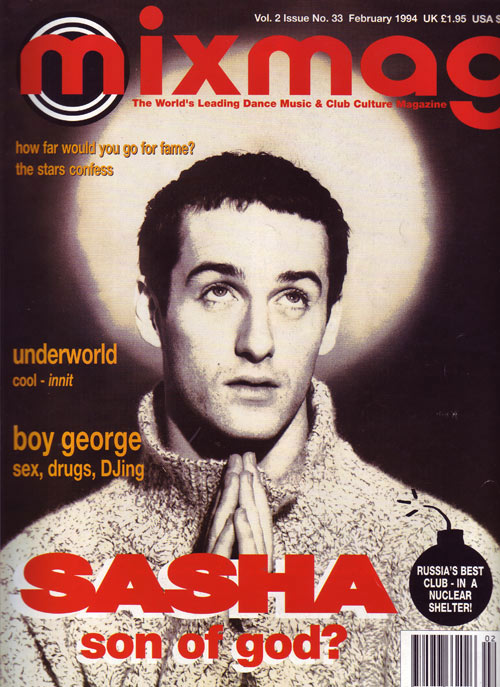 Vol. 2 Issue No. 33 February 1994 UK £1.95 USA $
mixmag
The World's Leading Dance Music & Club Culture Magazine
how far would you go for fame?
the stars confess
underworld
cool - innit
boy george
sex, drugs, DJing
RUSSIA'S BEST
CLUB - IN A
NUCLEAR
SHELTER!
SASHA
son of god?
02